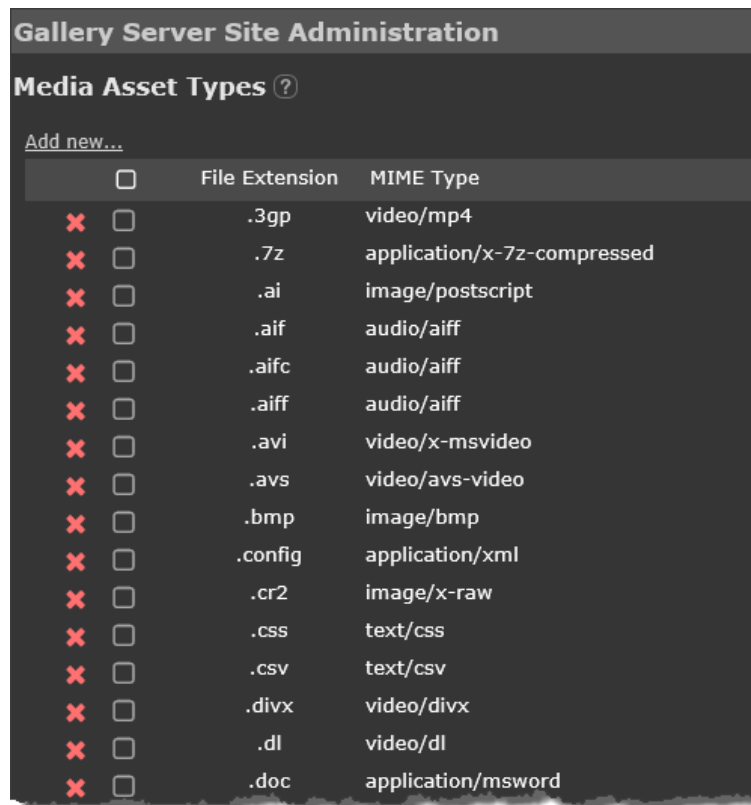 Gallery Server Site Administration
Media Asset Types ?
Add new...
File Extension MIME Type
.3gp video/mp4
.7z application/x-7z-compressed
.ai image/postscript
.aif audio/aiff
.aifc audio/aiff
.aiff audio/aiff
.avi video/x-msvideo
.avs video/avs-video
.bmp image/bmp
.config application/xml
.cr2 image/x-raw
.css text/css
.csv text/csv
.divx video/divx
.dl video/dl
.doc application/msword